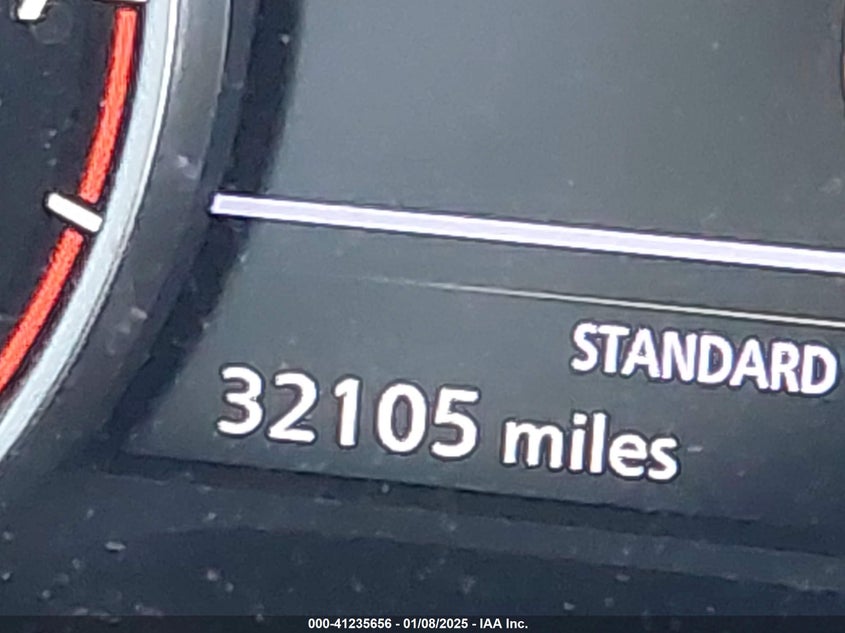 STANDARD
32105 miles
000-41235656 - 01/08/2025 - IAA Inc.